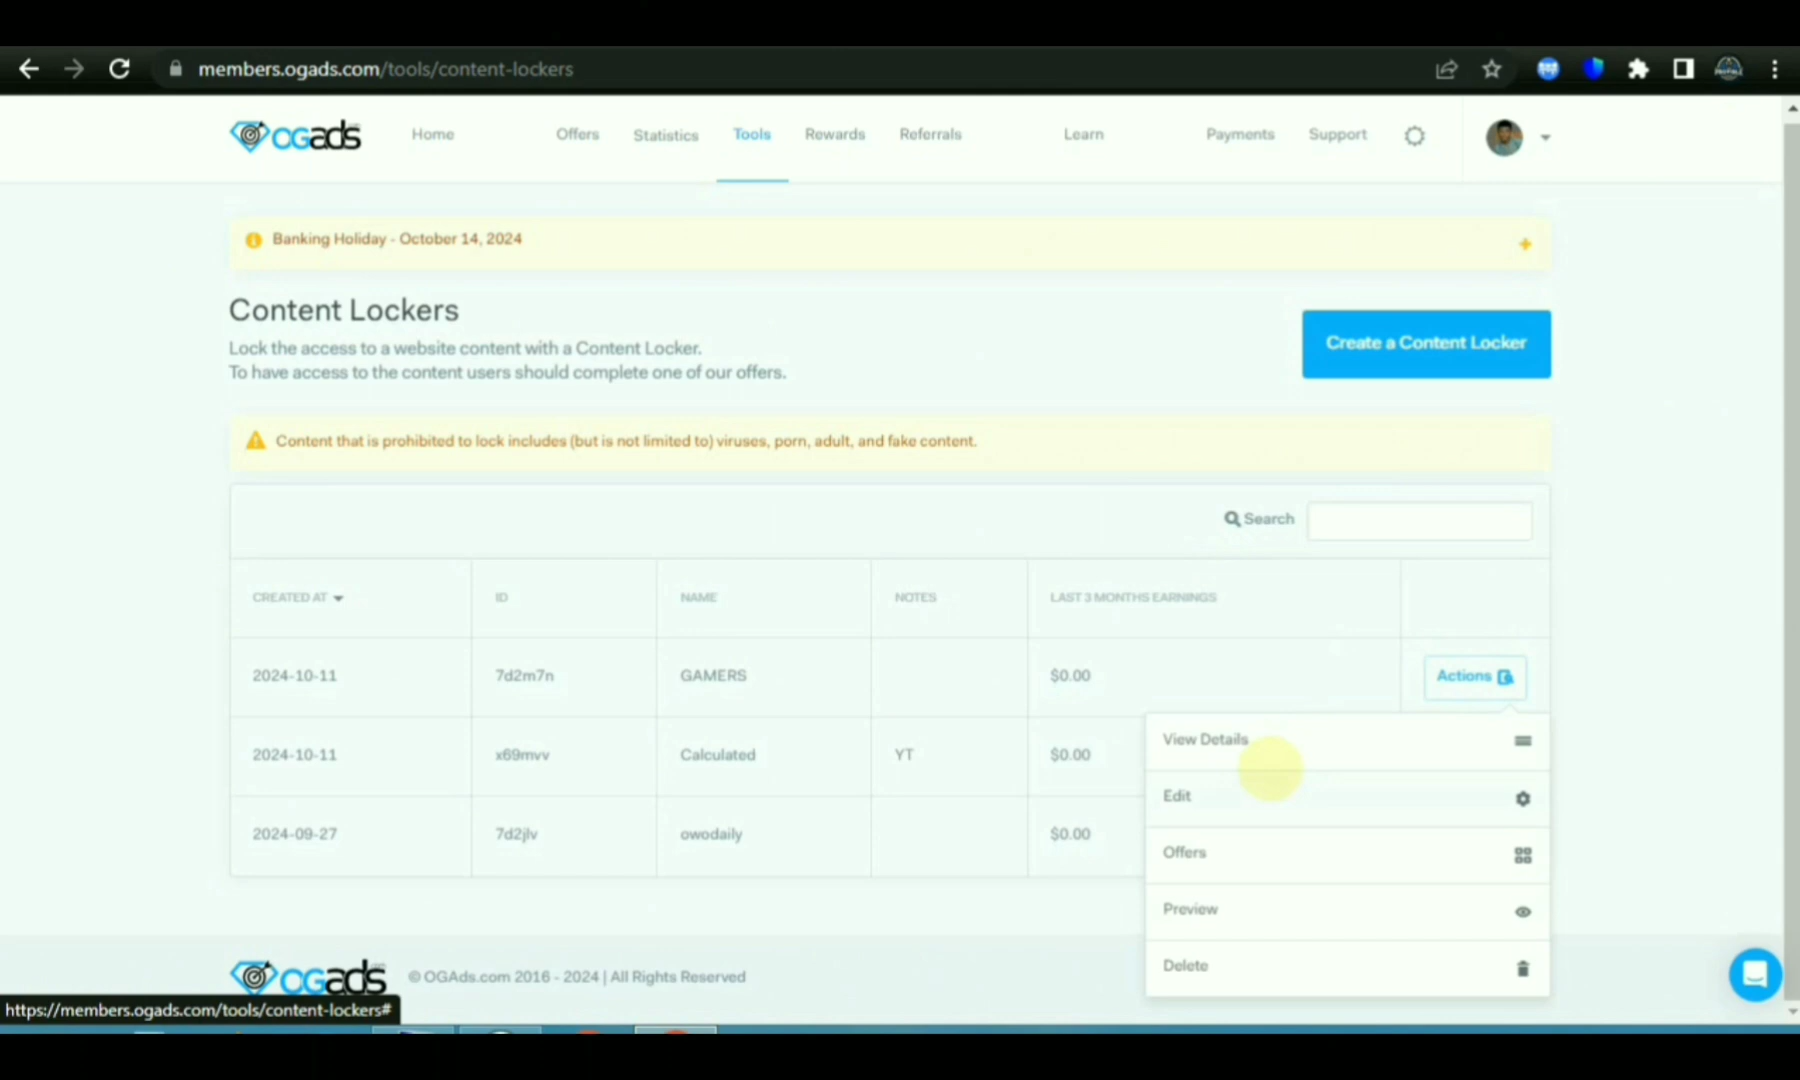 members.ogads.com/tools/content-lockers
OGads
Home
Offers
Statistics
Tools
Rewards
Referrals
Learn
Payments
Support
Banking Holiday - October 14, 2024
+
Content Lockers
Lock the access to a website content with a Content Locker.
To have access to the content users should complete one of our offers.
Create a Content Locker
Content that is prohibited to lock includes (but is not limited to) viruses, porn, adult, and fake content.
Search
CREATED AT ID NAME NOTES LAST 3 MONTHS EARNINGS
2024-10-11 7d2m7n GAMERS $0.00 Actions
2024-10-11 x69mvv Calculated YT $0.00
2024-09-27 7d2jlv owodaily $0.00
View Details
Edit
Offers
Preview
Delete
OGads
© OGAds.com 2016 - 2024 | All Rights Reserved
https://members.ogads.com/tools/content-lockers#